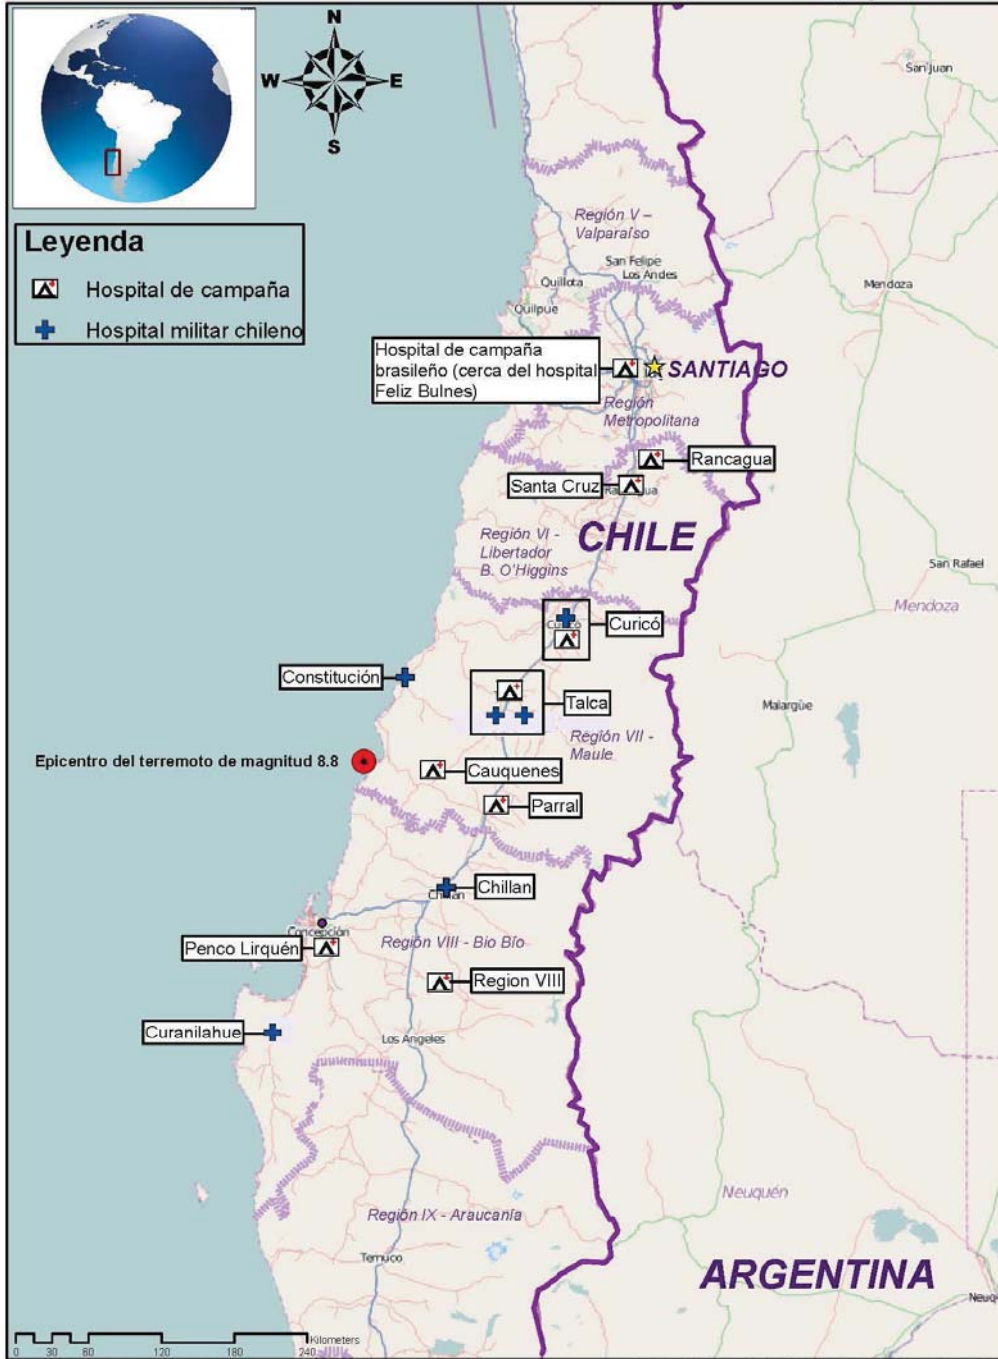 N
W
E
S
San Juan
Leyenda
Hospital de campaña
Hospital militar chileno
Región V –
Valparaíso
San Felipe
Los Andes
Quillota
Quilpue
Mendoza
Hospital de campaña
brasileño (cerca del hospital
Feliz Bulnes)
SANTIAGO
Región
Metropolitana
Rancagua
Santa Cruz
CHILE
Región VI -
Libertador
B. O'Higgins
San Rafael
Mendoza
Curicó
Constitución
Talca
Malargüe
Región VII -
Maule
Epicentro del terremoto de magnitud 8.8
Cauquenes
Parral
Chillan
Concepción
Penco Lirquén
Región VIII - Bio Bío
Region VIII
Curanilahue
Los Angeles
Neuquén
Región IX - Araucanía
Temuco
ARGENTINA
Neuq
Kilometers
0 30 60 120 180 240